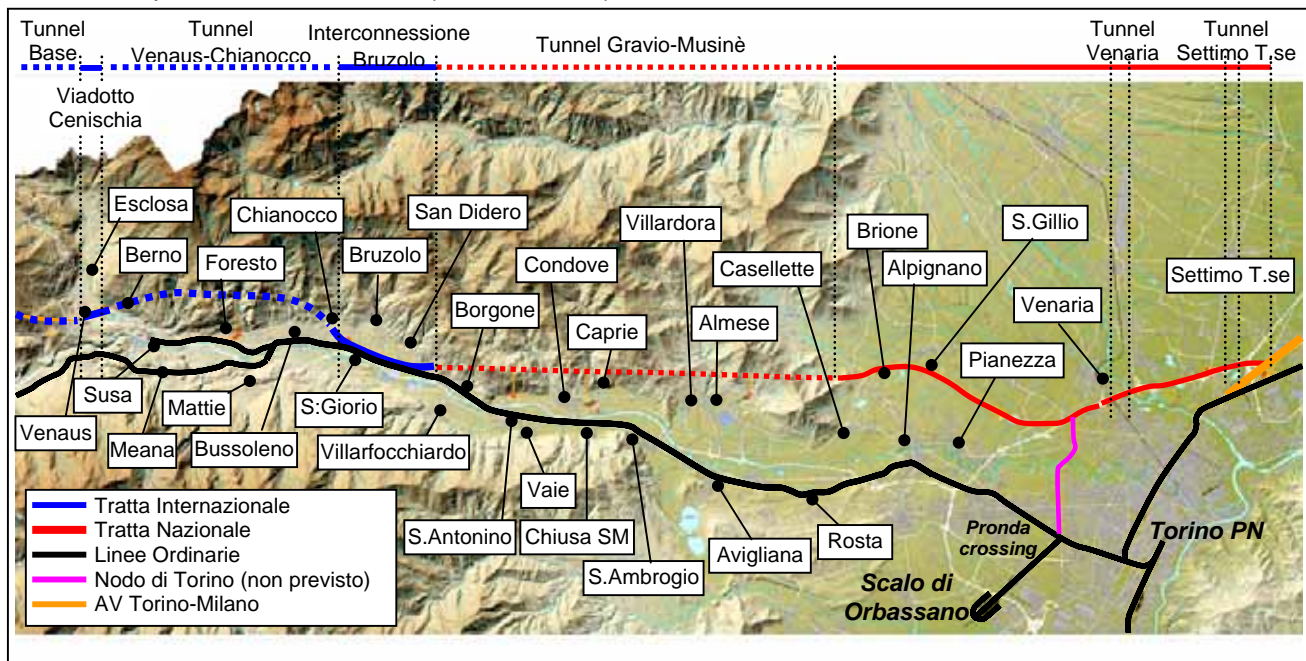 Tunnel
Base
Tunnel
Venaus-Chianocco
Interconnessione
Bruzolo
Tunnel Gravio-Musinè
Tunnel
Venaria
Tunnel
Settimo T.se
Viadotto
Cenischia
Esclosa
Berno
Foresto
Chianocco
Bruzolo
San Didero
Borgone
Condove
Caprie
Villardora
Almese
Casellette
Brione
Alpignano
S.Gillio
Pianezza
Venaria
Settimo T.se
Venaus
Susa
Meana
Mattie
Bussoleno
S:Giorio
Villarfocchiardo
S.Antonino
Vaie
Chiusa SM
S.Ambrogio
Avigliana
Rosta
Pronda
crossing
Scalo di
Orbassano
Torino PN
Tratta Internazionale
Tratta Nazionale
Linee Ordinarie
Nodo di Torino (non previsto)
AV Torino-Milano